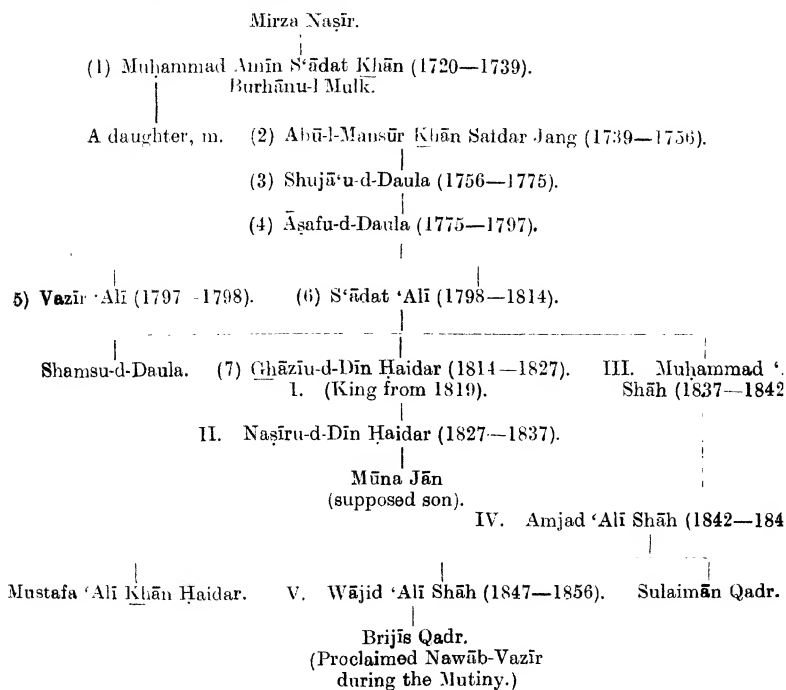 Mirza Naṣīr.
(1) Muḥammad Amīn S‘ādat Khān (1720—1739).
Burhānu-l Mulk.
A daughter, m. (2) Abū-l-Mansūr Khān Safdar Jang (1739—1756).
(3) Shujā‘u-d-Daula (1756—1775).
(4) Āṣafu-d-Daula (1775—1797).
5) Vazīr ‘Alī (1797 -1798). (6) S‘ādat ‘Alī (1798—1814).
Shamsu-d-Daula. (7) Ghāzīu-d-Dīn Ḥaidar (1814—1827). III. Muḥammad ‘.
I. (King from 1819). Shāh (1837—1842
II. Naṣīru-d-Dīn Ḥaidar (1827—1837).
Mūna Jān
(supposed son).
IV. Amjad ‘Alī Shāh (1842—184
Mustafa ‘Alī Khān Ḥaidar. V. Wājid ‘Alī Shāh (1847—1856). Sulaimān Qadr.
Brijīs Qadr.
(Proclaimed Nawāb-Vazīr
during the Mutiny.)